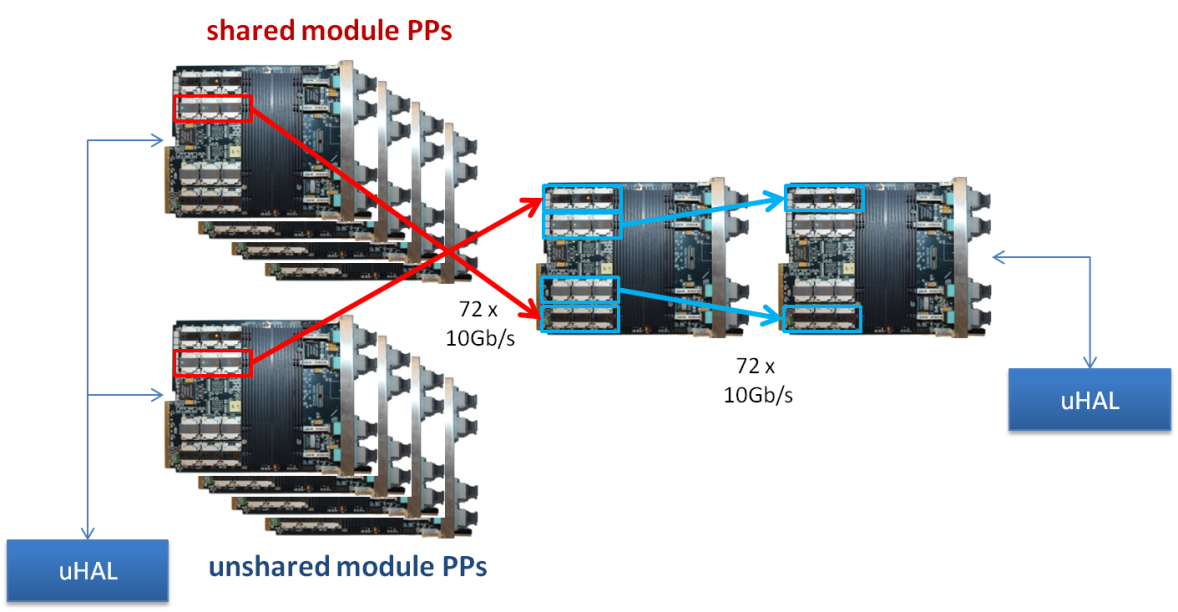 shared module PPs
72 x
10Gb/s
72 x
10Gb/s
uHAL
uHAL
unshared module PPs